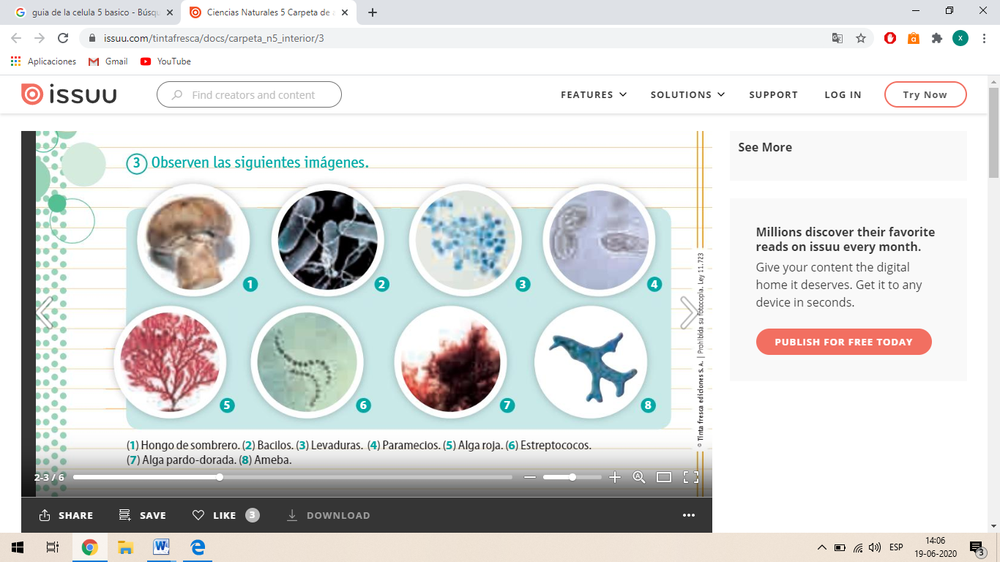 guia de la celula 5 basico - Búsqu
Ciencias Naturales 5 Carpeta de a
issuu.com/tintafresca/docs/carpeta_n5_interior/3
x
Aplicaciones
Gmail
YouTube
issuu
Find creators and content
FEATURES
SOLUTIONS
SUPPORT
LOG IN
Try Now
3 Observen las siguientes imágenes.
1
2
3
4
5
6
7
8
(1) Hongo de sombrero. (2) Bacilos. (3) Levaduras. (4) Paramecios. (5) Alga roja. (6) Estreptococos.
(7) Alga pardo-dorada. (8) Ameba.
© Tinta fresca ediciones S. A. | Prohibida su fotocopia. Ley 11.723
2-3 / 6
SHARE
SAVE
LIKE
3
DOWNLOAD
See More
Millions discover their favorite
reads on issuu every month.
Give your content the digital
home it deserves. Get it to any
device in seconds.
PUBLISH FOR FREE TODAY
ESP
14:06
19-06-2020
3